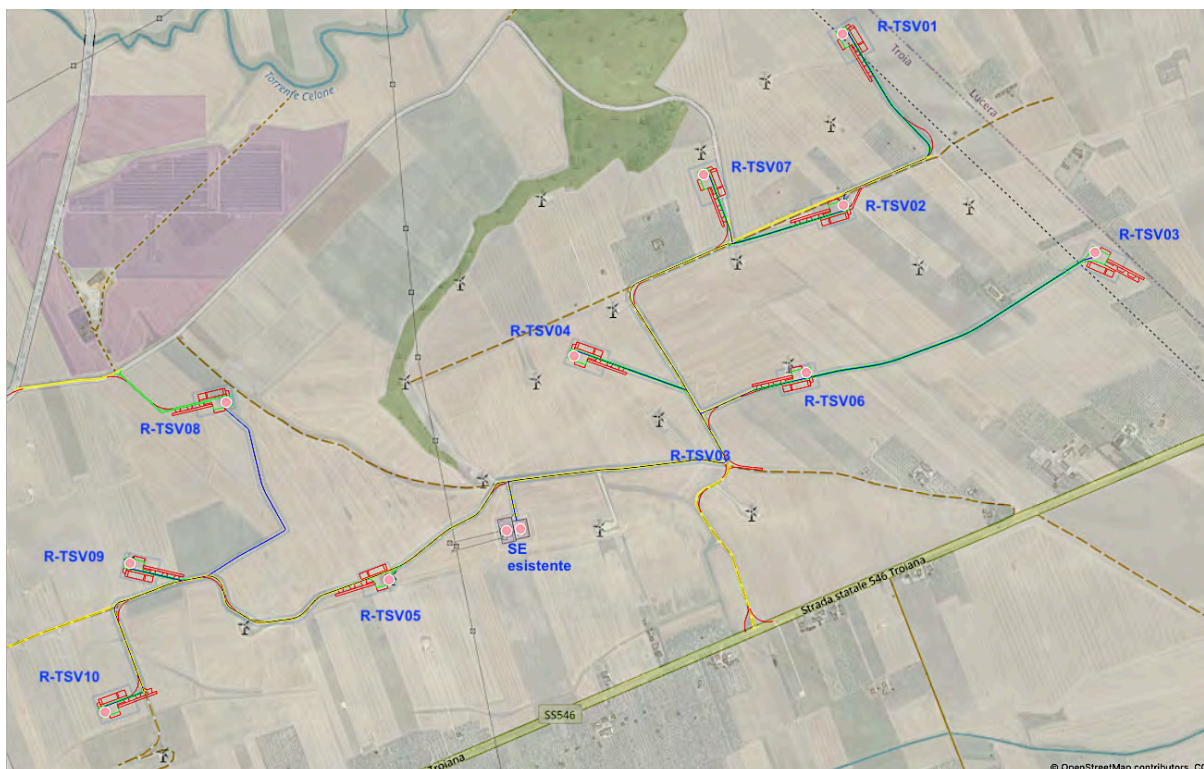 R-TSV01
Troia
Lucera
Torrente Celone
R-TSV07
R-TSV02
R-TSV03
R-TSV04
R-TSV06
R-TSV08
R-TSV03
SE
esistente
R-TSV09
R-TSV05
Strada statale 546 Troiana
R-TSV10
SS546
Troiana
© OpenStreetMap contributors, C